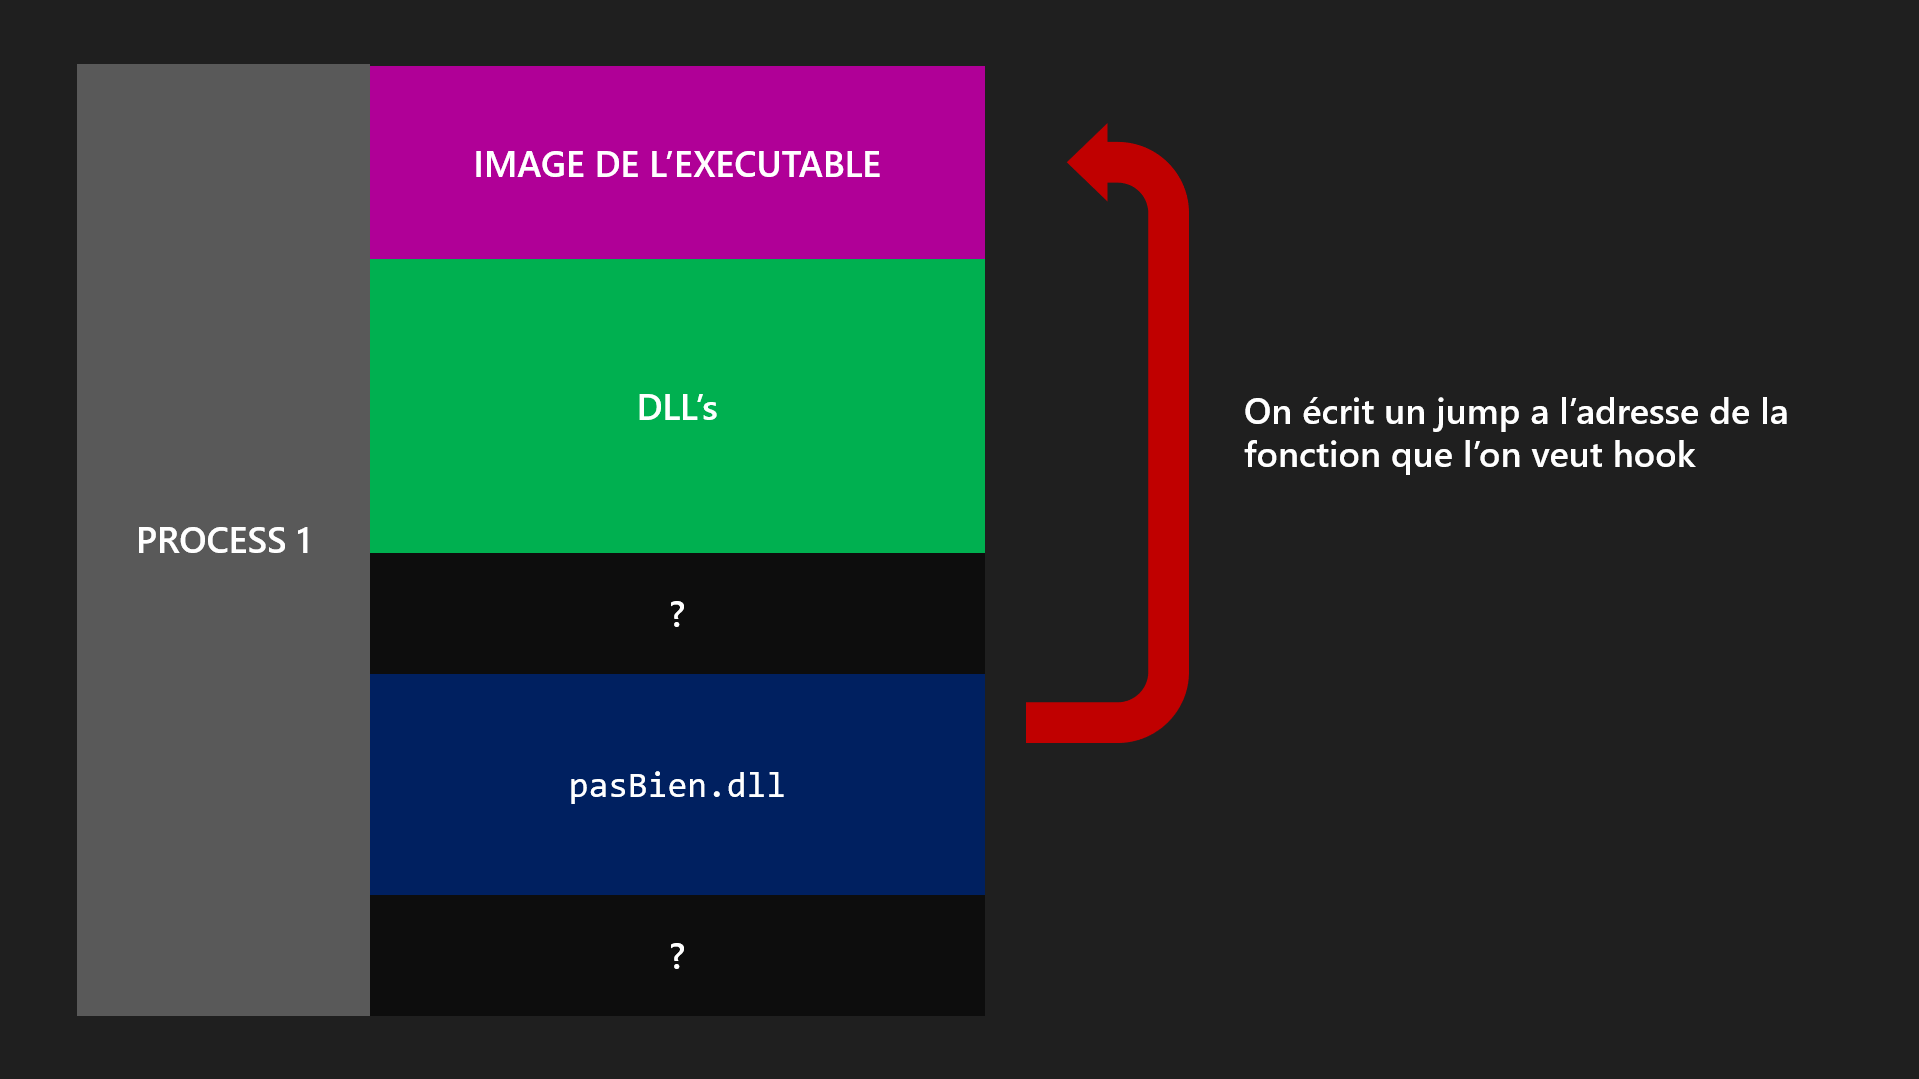 IMAGE DE L’EXECUTABLE
DLL’s
On écrit un jump a l’adresse de la
fonction que l’on veut hook
PROCESS 1
?
pasBien.dll
?